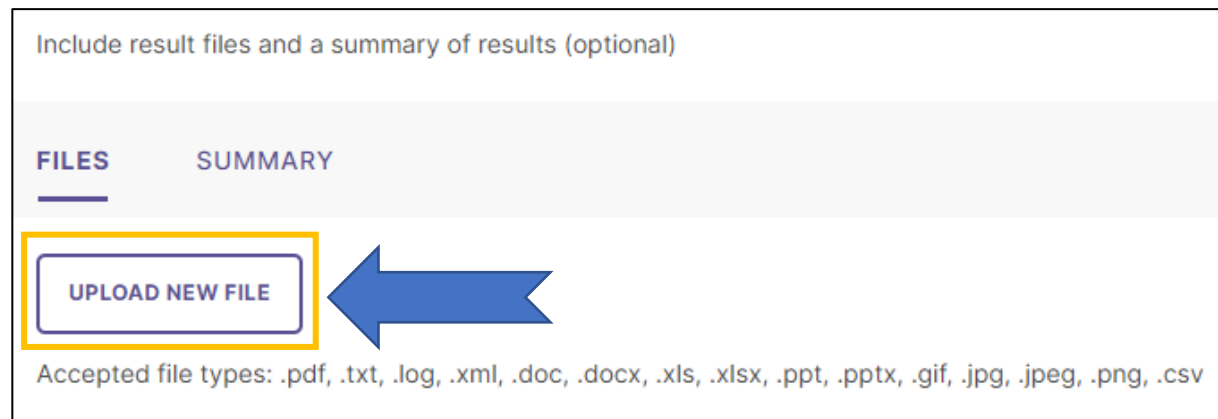 Include result files and a summary of results (optional)
FILES SUMMARY
UPLOAD NEW FILE
Accepted file types: .pdf, .txt, .log, .xml, .doc, .docx, .xls, .xlsx, .ppt, .pptx, .gif, .jpg, .jpeg, .png, .csv